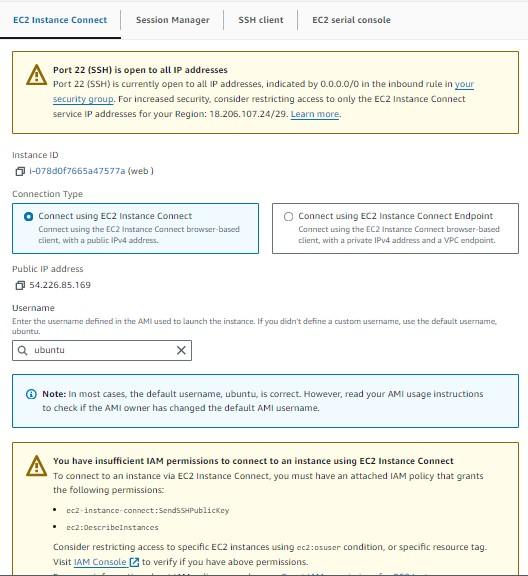 EC2 Instance Connect
Session Manager
SSH client
EC2 serial console
Port 22 (SSH) is open to all IP addresses
Port 22 (SSH) is currently open to all IP addresses, indicated by 0.0.0.0/0 in the inbound rule in your
security group. For increased security, consider restricting access to only the EC2 Instance Connect
service IP addresses for your Region: 18.206.107.24/29. Learn more.
Instance ID
i-078d0f7665a47577a (web )
Connection Type
Connect using EC2 Instance Connect
Connect using the EC2 Instance Connect browser-based
client, with a public IPv4 address.
Connect using EC2 Instance Connect Endpoint
Connect using the EC2 Instance Connect browser-based
client, with a private IPv4 address and a VPC endpoint.
Public IP address
54.226.85.169
Username
Enter the username defined in the AMI used to launch the instance. If you didn't define a custom username, use the default username,
ubuntu.
ubuntu
Note: In most cases, the default username, ubuntu, is correct. However, read your AMI usage instructions
to check if the AMI owner has changed the default AMI username.
You have insufficient IAM permissions to connect to an instance using EC2 Instance Connect
To connect to an instance via EC2 Instance Connect, you must have an attached IAM policy that grants
the following permissions:
• ec2-instance-connect:SendSSHPublicKey
• ec2:DescribeInstances
Consider restricting access to specific EC2 instances using ec2:osuser condition, or specific resource tag.
Visit IAM Console to verify if you have above permissions.